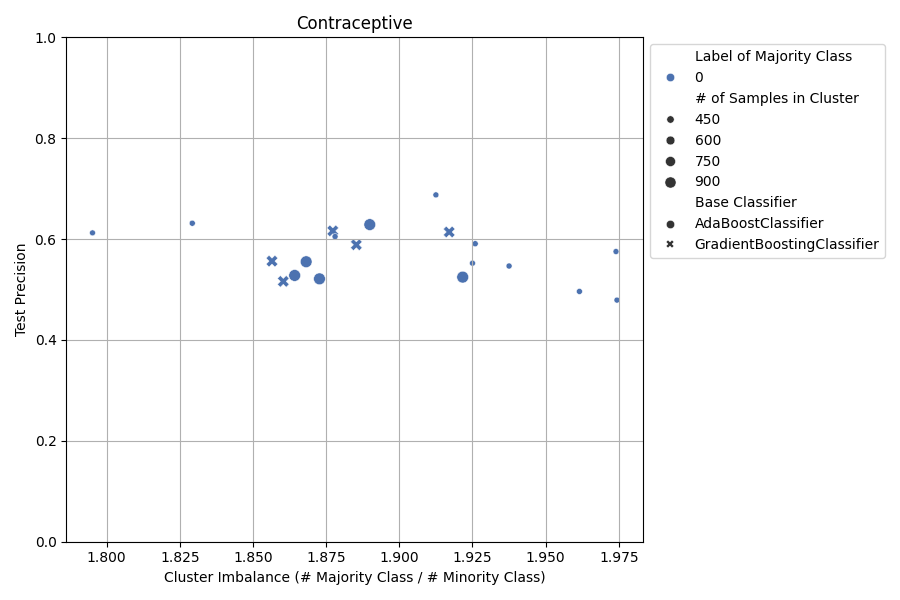 Contraceptive
1.0
0.8
0.6
0.4
0.2
0.0
Test Precision
1.800 1.825 1.850 1.875 1.900 1.925 1.950 1.975
Cluster Imbalance (# Majority Class / # Minority Class)
Label of Majority Class
0
# of Samples in Cluster
450
600
750
900
Base Classifier
AdaBoostClassifier
GradientBoostingClassifier